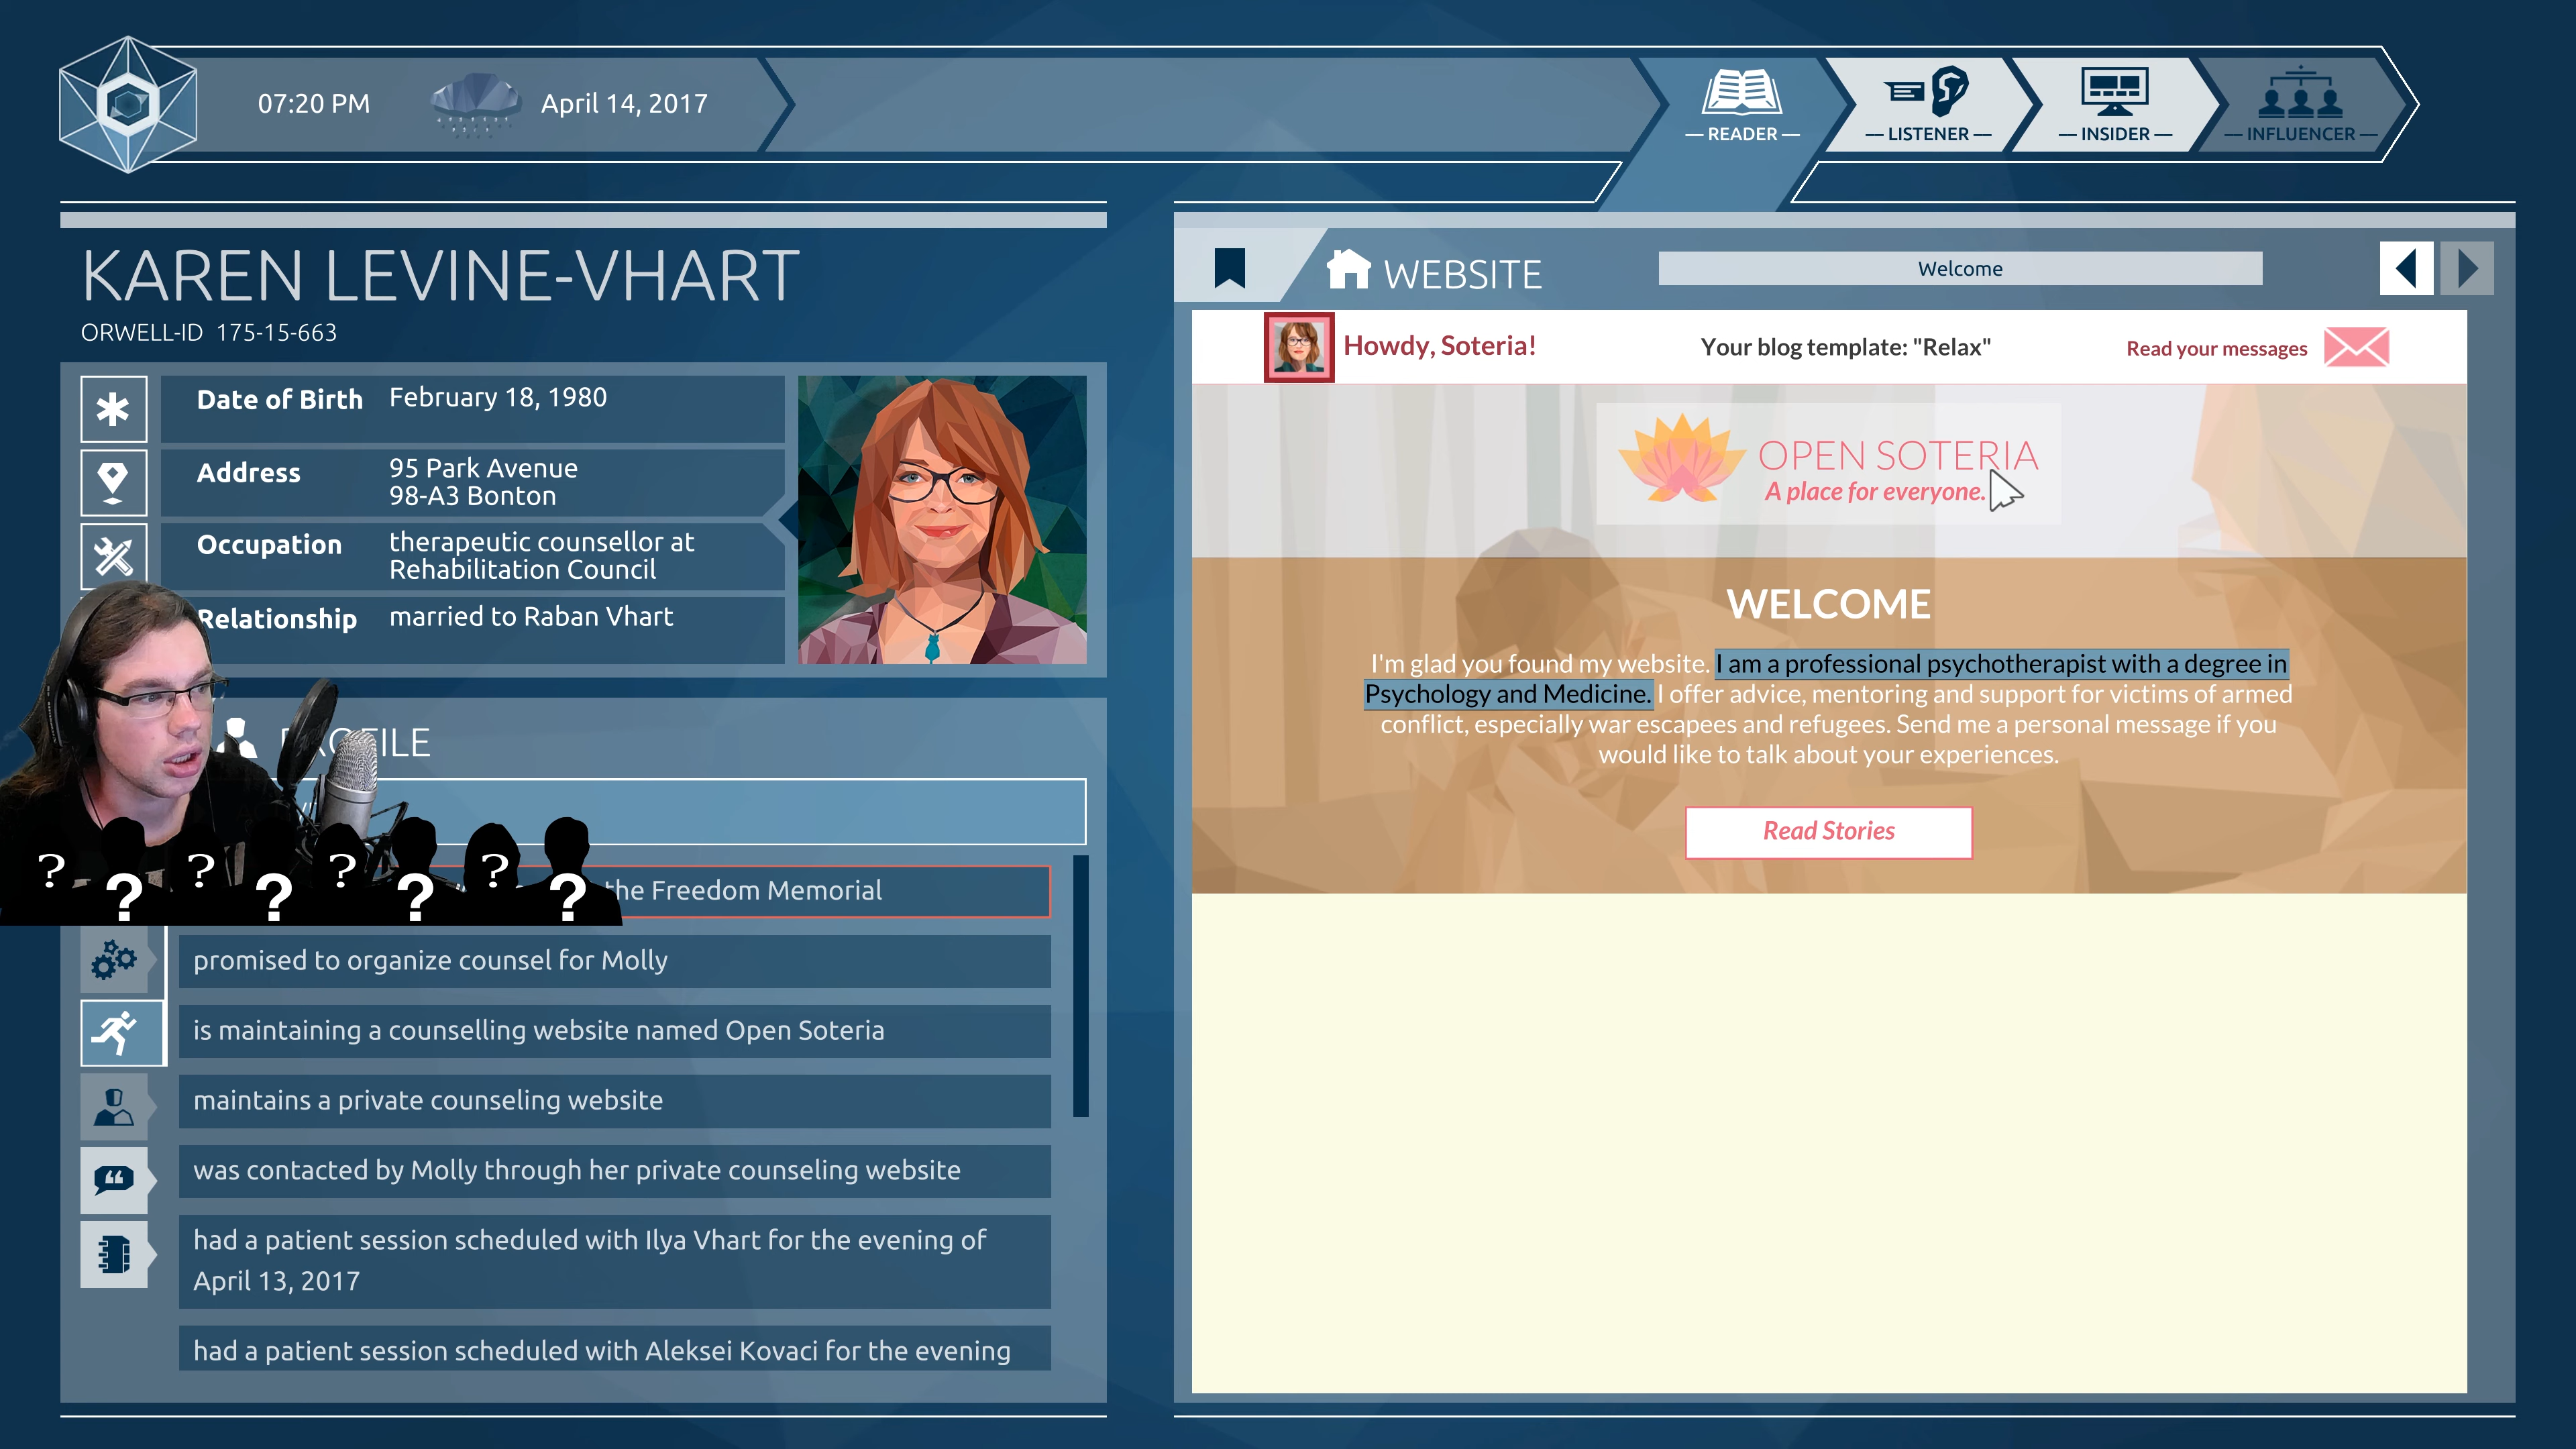 07:20 PM
April 14, 2017
— READER —
— LISTENER —
— INSIDER —
— INFLUENCER —
KAREN LEVINE-VHART
ORWELL-ID 175-15-663
Date of Birth February 18, 1980
Address 95 Park Avenue
98-A3 Bonton
Occupation therapeutic counsellor at
Rehabilitation Council
Relationship married to Raban Vhart
PROFILE
the Freedom Memorial
promised to organize counsel for Molly
is maintaining a counselling website named Open Soteria
maintains a private counseling website
was contacted by Molly through her private counseling website
had a patient session scheduled with Ilya Vhart for the evening of
April 13, 2017
had a patient session scheduled with Aleksei Kovaci for the evening
? ? ? ? ? ? ? ?
WEBSITE
Welcome
Howdy, Soteria!
Your blog template: "Relax"
Read your messages
OPEN SOTERIA
A place for everyone.
WELCOME
I'm glad you found my website. I am a professional psychotherapist with a degree in
Psychology and Medicine. I offer advice, mentoring and support for victims of armed
conflict, especially war escapees and refugees. Send me a personal message if you
would like to talk about your experiences.
Read Stories